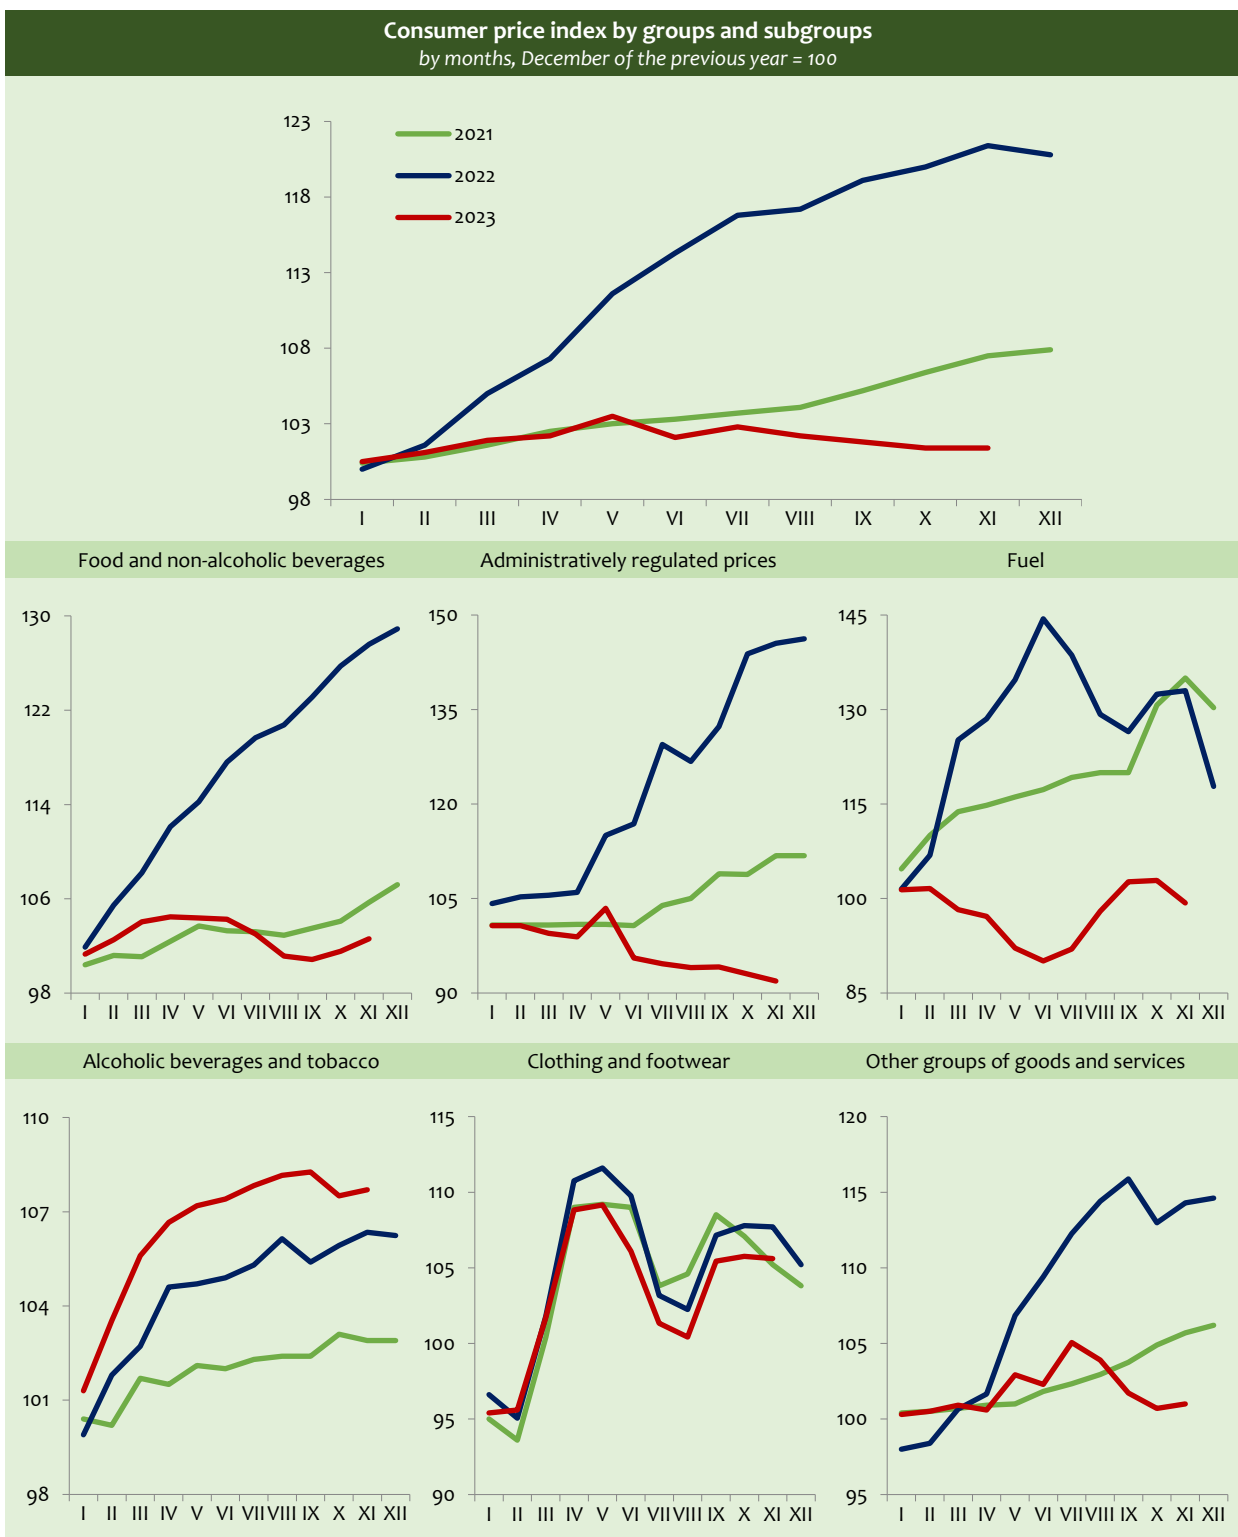 Consumer price index by groups and subgroups
by months, December of the previous year = 100
123
118
113
108
103
98
2021
2022
2023
I II III IV V VI VII VIII IX X XI XII
Food and non-alcoholic beverages
130
122
114
106
98
I II III IV V VI VII VIII IX X XI XII
Administratively regulated prices
150
135
120
105
90
I II III IV V VI VII VIII IX X XI XII
Fuel
145
130
115
100
85
I II III IV V VI VII VIII IX X XI XII
Alcoholic beverages and tobacco
110
107
104
101
98
I II III IV V VI VII VIII IX X XI XII
Clothing and footwear
115
110
105
100
95
90
I II III IV V VI VII VIII IX X XI XII
Other groups of goods and services
120
115
110
105
100
95
I II III IV V VI VII VIII IX X XI XII